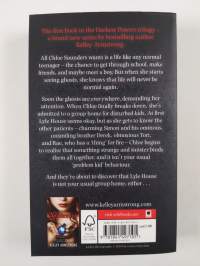 The first book in the Darkest Powers trilogy –
a brand new series by bestselling author
Kelley Armstrong.
All Chloe Saunders wants is a life like any normal
teenager – the chance to get through school, make
friends, and maybe meet a boy. But when she starts
seeing ghosts, she knows that life will never be
normal again.
Soon the ghosts are everywhere, demanding her
attention. When Chloe finally breaks down, she's
admitted to a group home for disturbed kids. At first
Lyle House seems okay, but as she gets to know the
other patients – charming Simon and his ominous,
unsmiling brother Derek, obnoxious Tori,
and Rae, who has a 'thing' for fire – Chloe begins
to realise that something strange and sinister binds
them all together, and it isn't your usual
'problem kid' behaviour.
And they're about to discover that Lyle House is
not your usual group home, either . . .
www.kelleyarmstrong.com
FSC
KELLEY ARMSTRONG